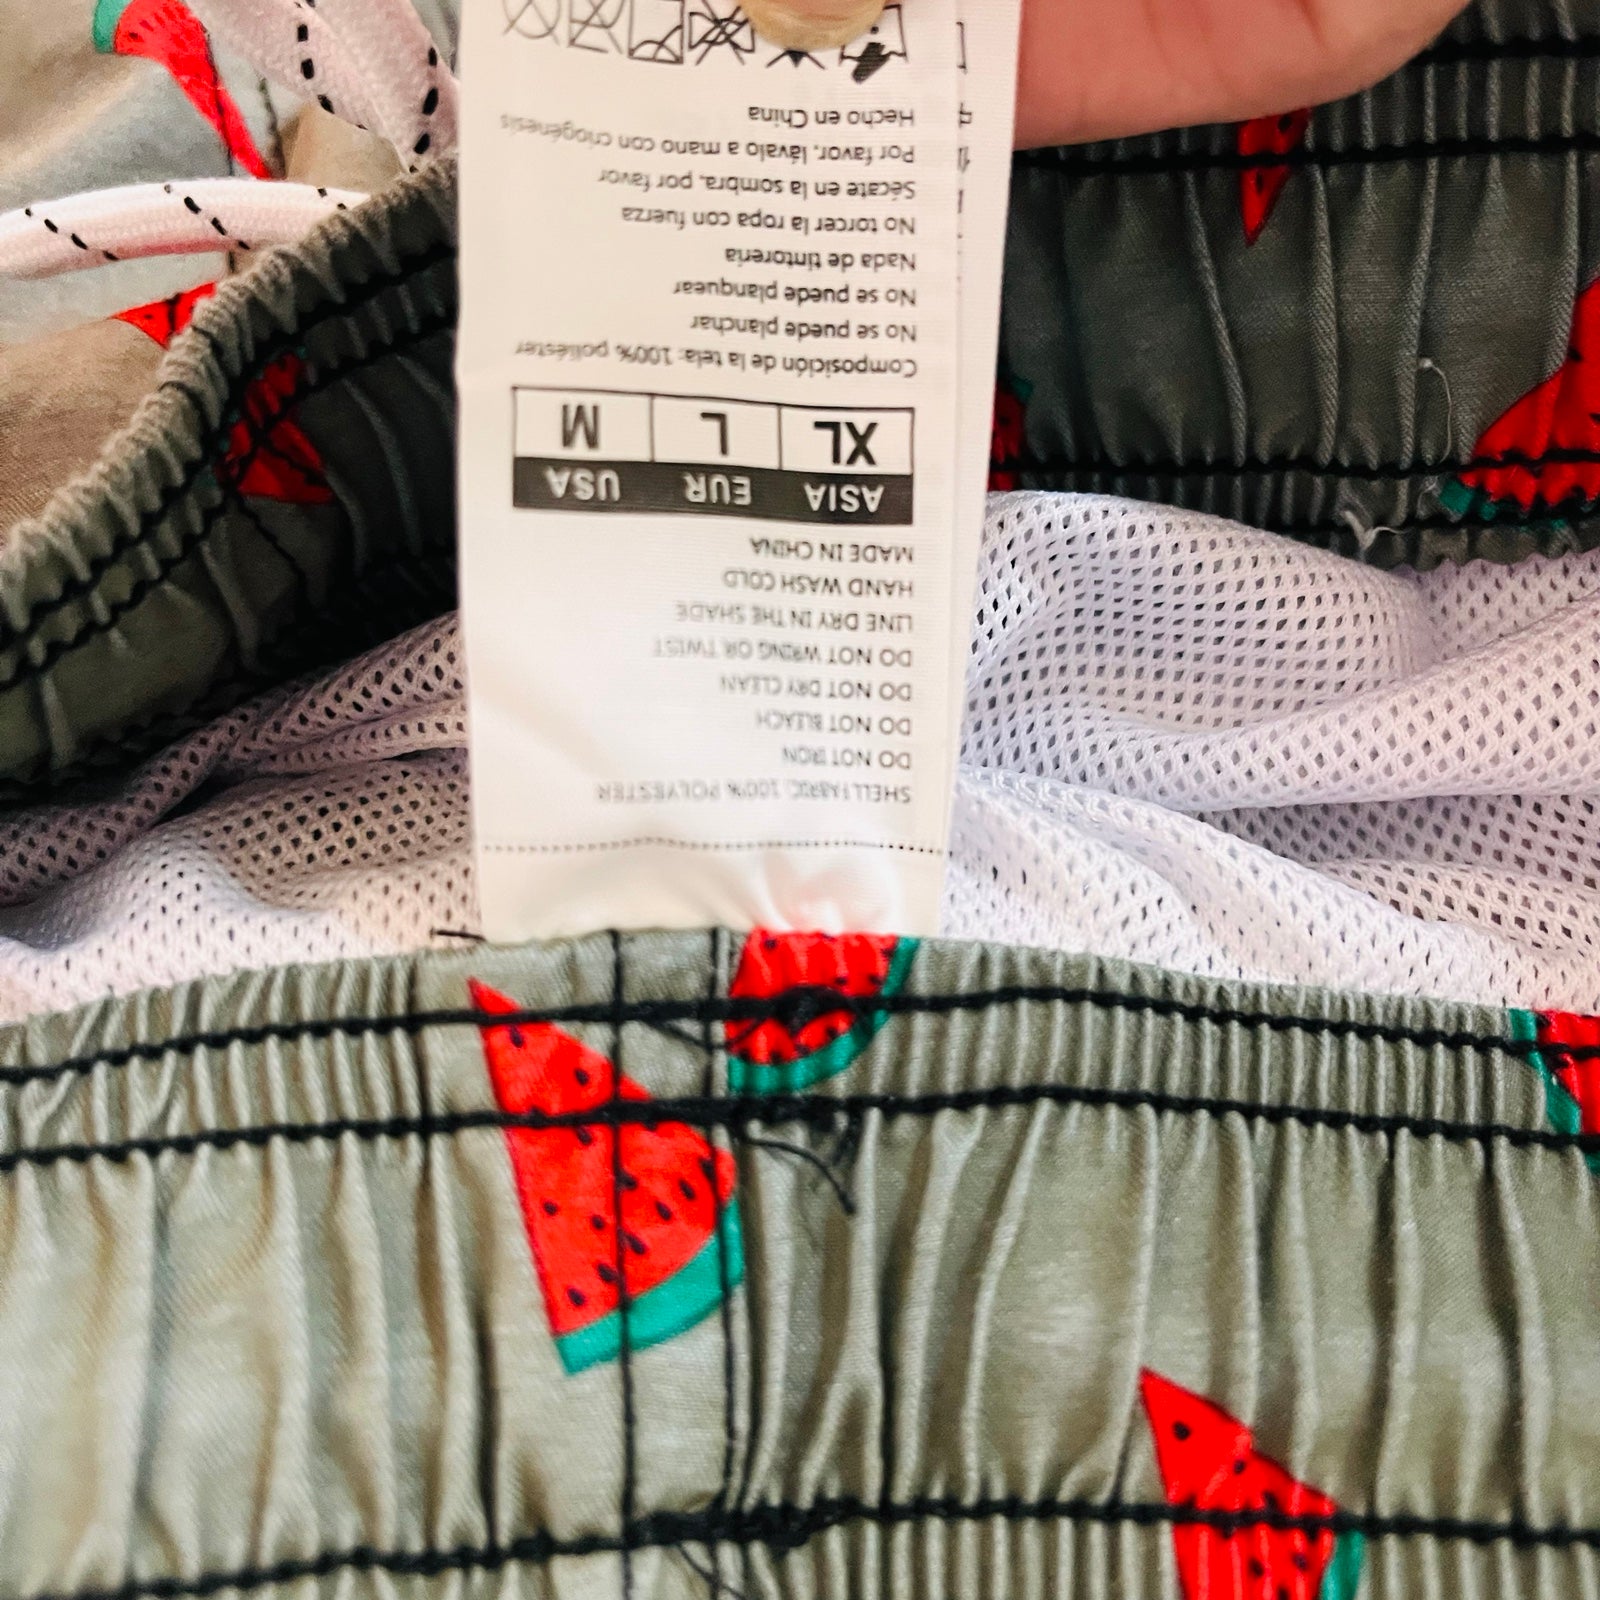 SHELL FABRIC: 100% POLYESTER
DO NOT IRON
DO NOT BLEACH
DO NOT DRY CLEAN
DO NOT WRING OR TWIST
LINE DRY IN THE SHADE
HAND WASH COLD
MADE IN CHINA
ASIA EUR USA
XL L M
Composición de la tela: 100% poliéster
No se puede planchar
No se puede planquear
Nada de tintoreria
No torcer la ropa con fuerza
Sécate en la sombra, por favor
Por favor, lávalo a mano con criogénesis
Hecho en China